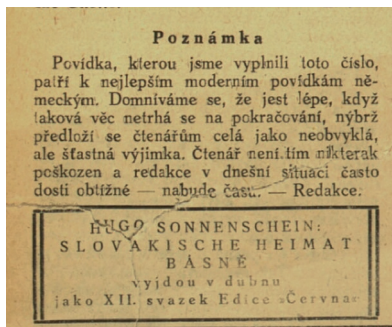 Poznámka
Povídka, kterou jsme vyplnili toto číslo,
patří k nejlepším moderním povídkám ně-
meckým. Domníváme se, že jest lépe, když
taková věc netrhá se na pokračování, nýbrž
předloží se čtenářům celá jako neobvyklá,
ale šťastná výjimka. Čtenář není tím nikterak
poškozen a redakce v dnešní situaci často
dosti obtížné — nabude času. — Redakce.
HUGO SONNENSCHEIN:
SLOVAKISCHE HEIMAT
BÁSNĚ
vyjdou v dubnu
jako XII. svazek Edice »Června«